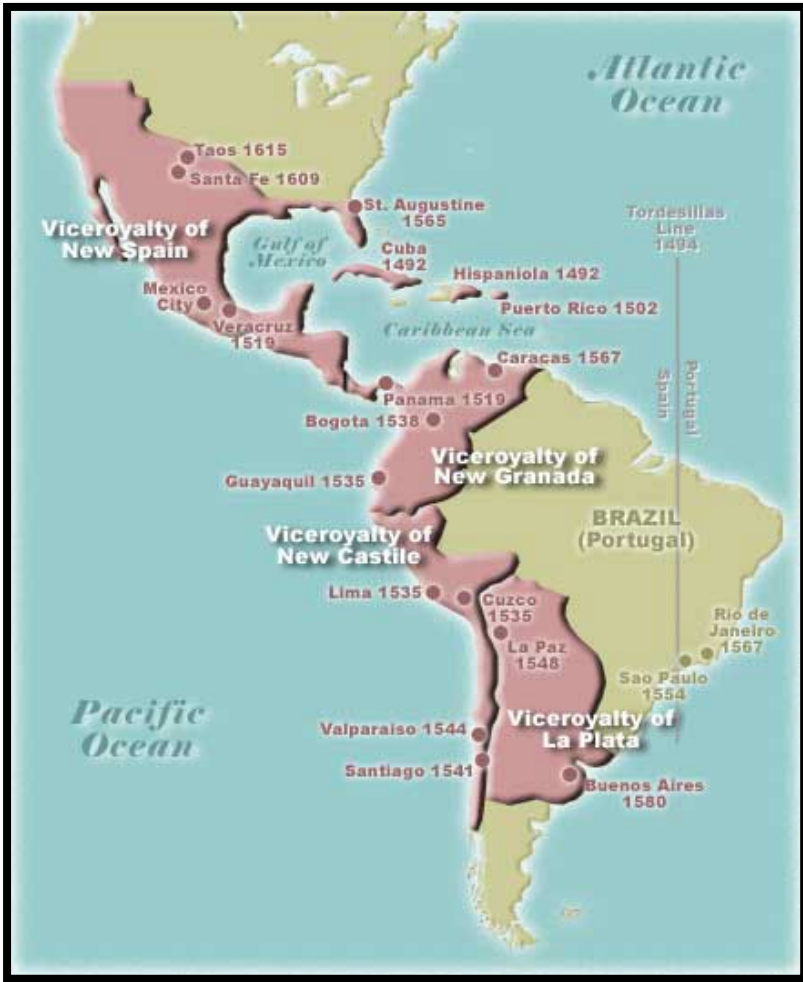 Atlantic
Ocean
Taos 1615
Santa Fe 1609
St. Augustine
1565
Tordesillas
Line
1494
Viceroyalty of
New Spain
Gulf of
Mexico
Cuba
1492
Hispaniola 1492
Mexico
City
Puerto Rico 1502
Veracruz
1519
Caribbean Sea
Caracas 1567
Spain
Portugal
Panama 1519
Bogota 1538
Viceroyalty of
New Granada
Guayaquil 1535
BRAZIL
(Portugal)
Viceroyalty of
New Castile
Lima 1535
Cuzco
1535
Rio de
Janeiro
1567
La Paz
1548
Sao Paulo
1554
Pacific
Ocean
Viceroyalty of
La Plata
Valparaiso 1544
Santiago 1541
Buenos Aires
1580